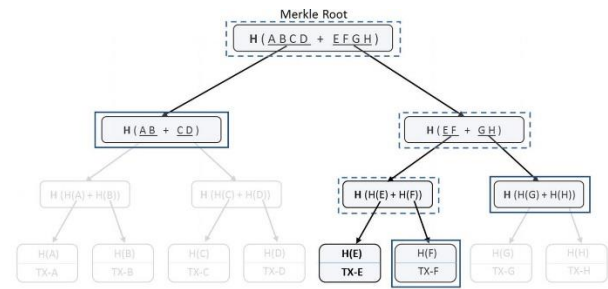 Merkle Root
H (ABCD + EFGH)
H (AB + CD)
H (EF + GH)
H (H(A) + H(B))
H (H(C) + H(D))
H (H(E) + H(F))
H (H(G) + H(H))
H(A)
TX-A
H(B)
TX-B
H(C)
TX-C
H(D)
TX-D
H(E)
TX-E
H(F)
TX-F
H(G)
TX-G
H(H)
TX-H